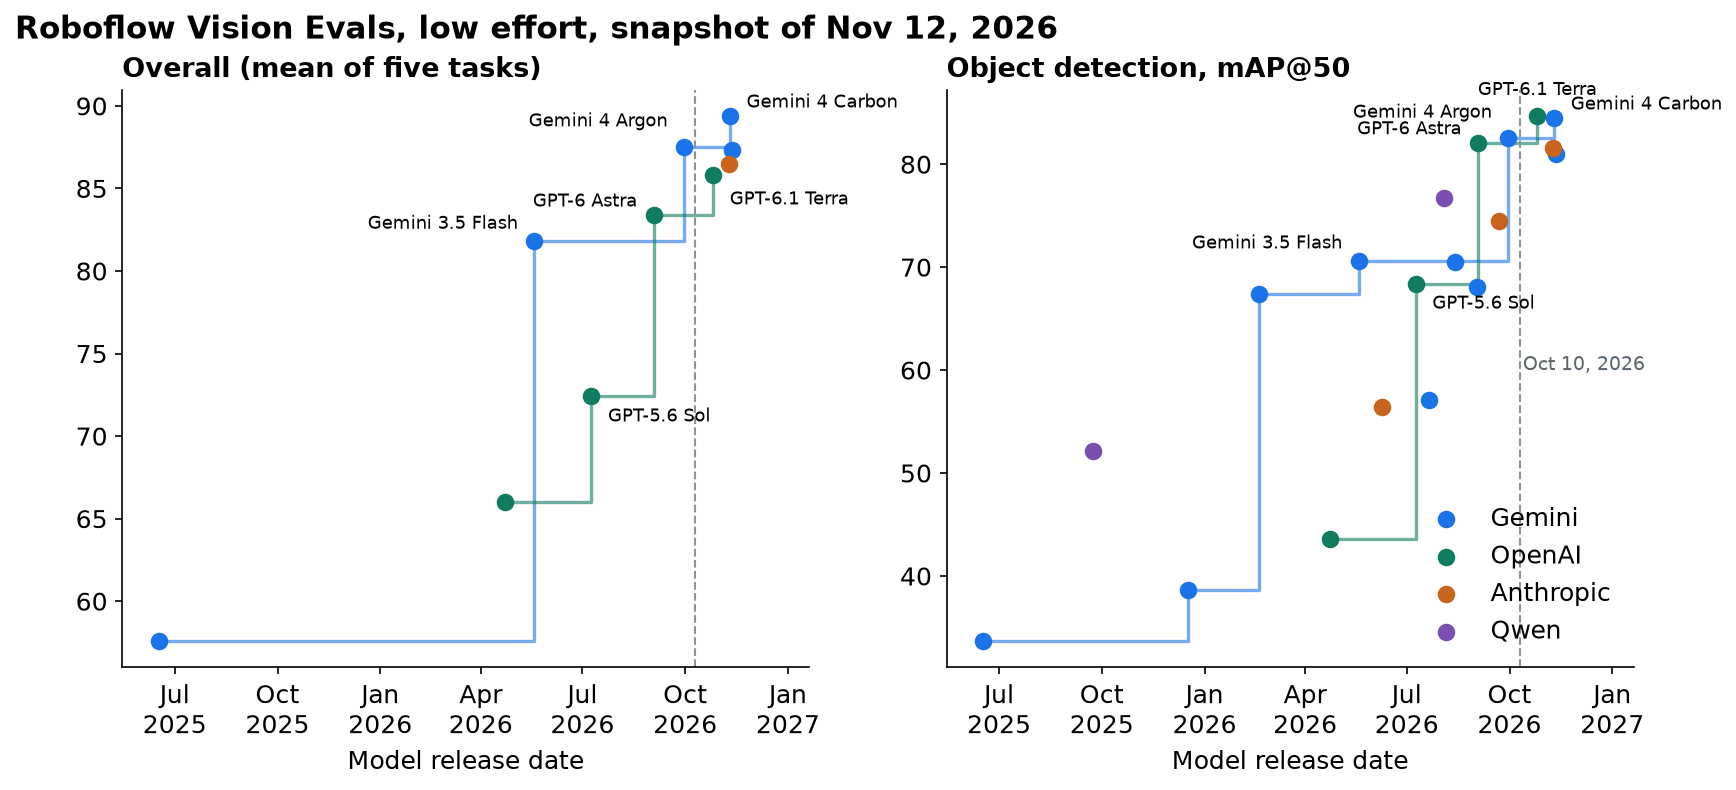 Roboflow Vision Evals, low effort, snapshot of Nov 12, 2026
Overall (mean of five tasks)
90
85
80
75
70
65
60
Gemini 4 Carbon
Gemini 4 Argon
GPT-6 Astra
GPT-6.1 Terra
Gemini 3.5 Flash
GPT-5.6 Sol
Jul
2025
Oct
2025
Jan
2026
Apr
2026
Jul
2026
Oct
2026
Jan
2027
Model release date
Object detection, mAP@50
80
70
60
50
40
GPT-6.1 Terra
Gemini 4 Carbon
Gemini 4 Argon
GPT-6 Astra
Gemini 3.5 Flash
GPT-5.6 Sol
Oct 10, 2026
Gemini
OpenAI
Anthropic
Qwen
Jul
2025
Oct
2025
Jan
2026
Apr
2026
Jul
2026
Oct
2026
Jan
2027
Model release date